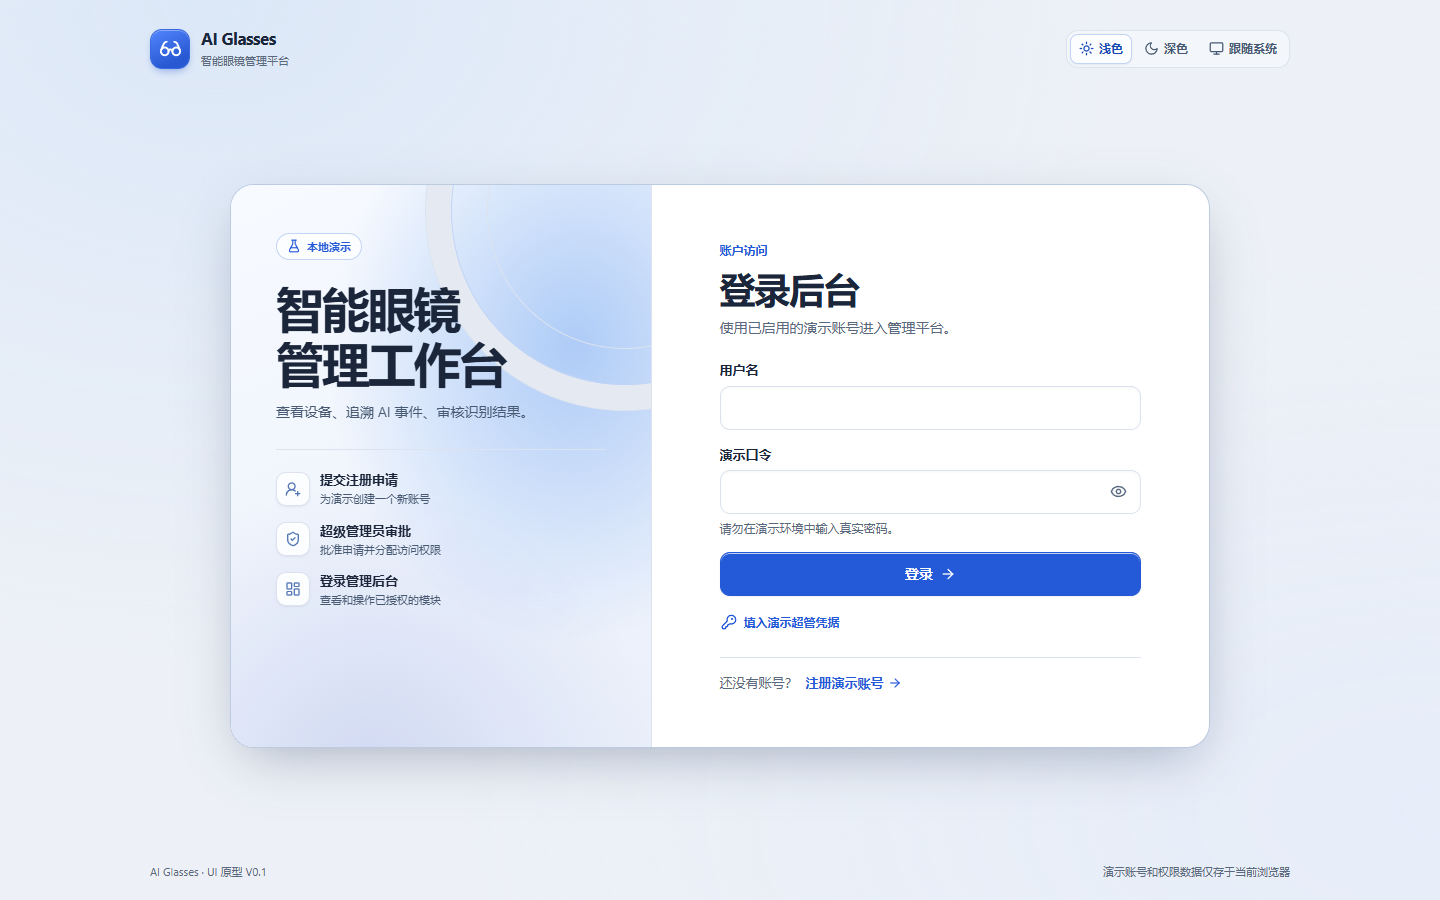 AI Glasses
智能眼镜管理平台
浅色
深色
跟随系统
本地演示
智能眼镜
管理工作台
查看设备、追溯 AI 事件、审核识别结果。
提交注册申请
为演示创建一个新账号
超级管理员审批
批准申请并分配访问权限
登录管理后台
查看和操作已授权的模块
账户访问
登录后台
使用已启用的演示账号进入管理平台。
用户名
演示口令
请勿在演示环境中输入真实密码。
登录
填入演示超管凭据
还没有账号? 注册演示账号
AI Glasses · UI 原型 V0.1
演示账号和权限数据仅存于当前浏览器